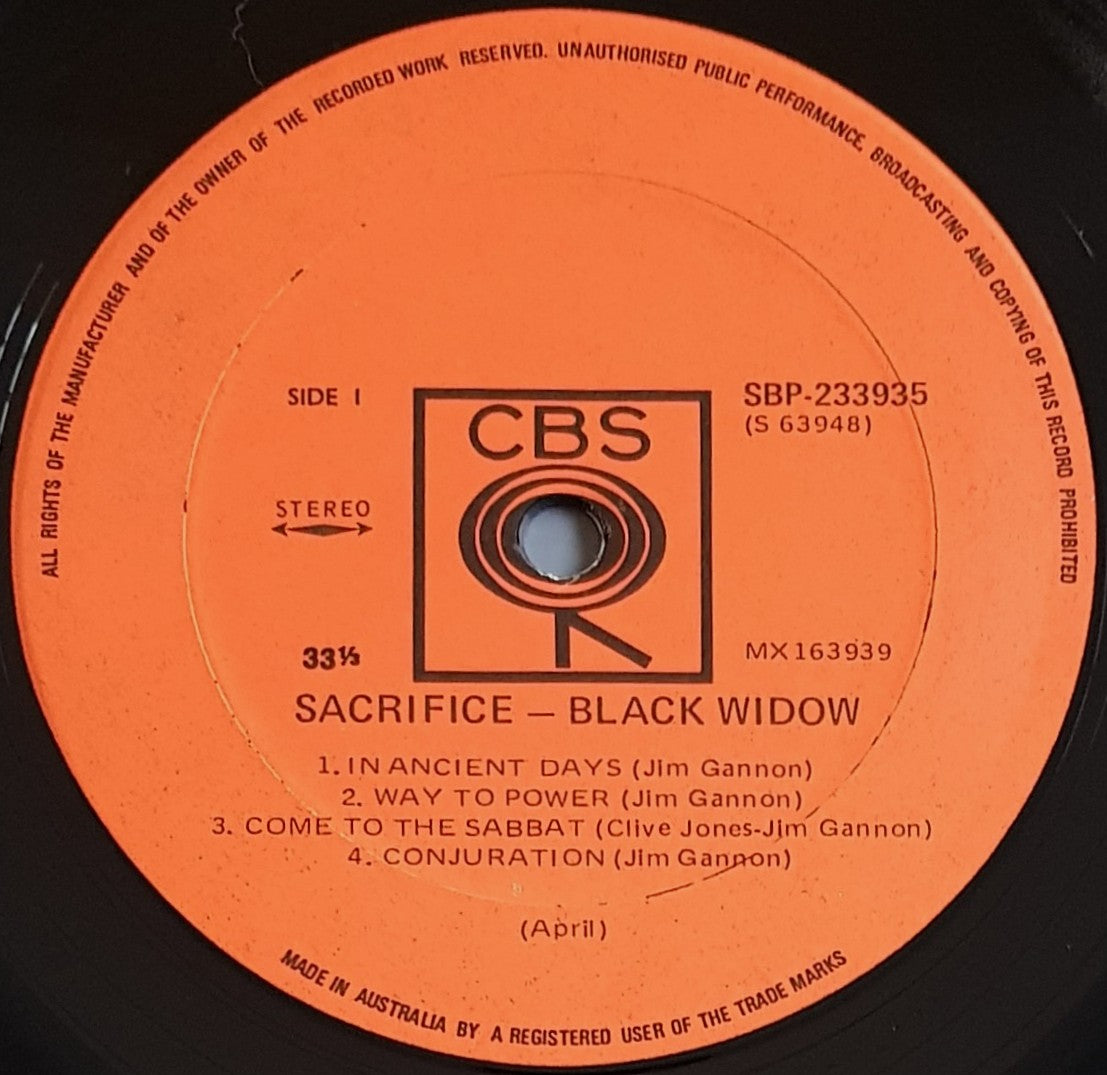 ALL RIGHTS OF THE MANUFACTURER AND OF THE OWNER OF THE RECORDED WORK RESERVED. UNAUTHORISED PUBLIC PERFORMANCE, BROADCASTING AND COPYING OF THIS RECORD PROHIBITED
SIDE I
SBP-233935
(S 63948)
CBS
STEREO
33⅓
MX 163939
SACRIFICE — BLACK WIDOW
1. IN ANCIENT DAYS (Jim Gannon)
2. WAY TO POWER (Jim Gannon)
3. COME TO THE SABBAT (Clive Jones-Jim Gannon)
4. CONJURATION (Jim Gannon)
(April)
MADE IN AUSTRALIA BY A REGISTERED USER OF THE TRADE MARKS